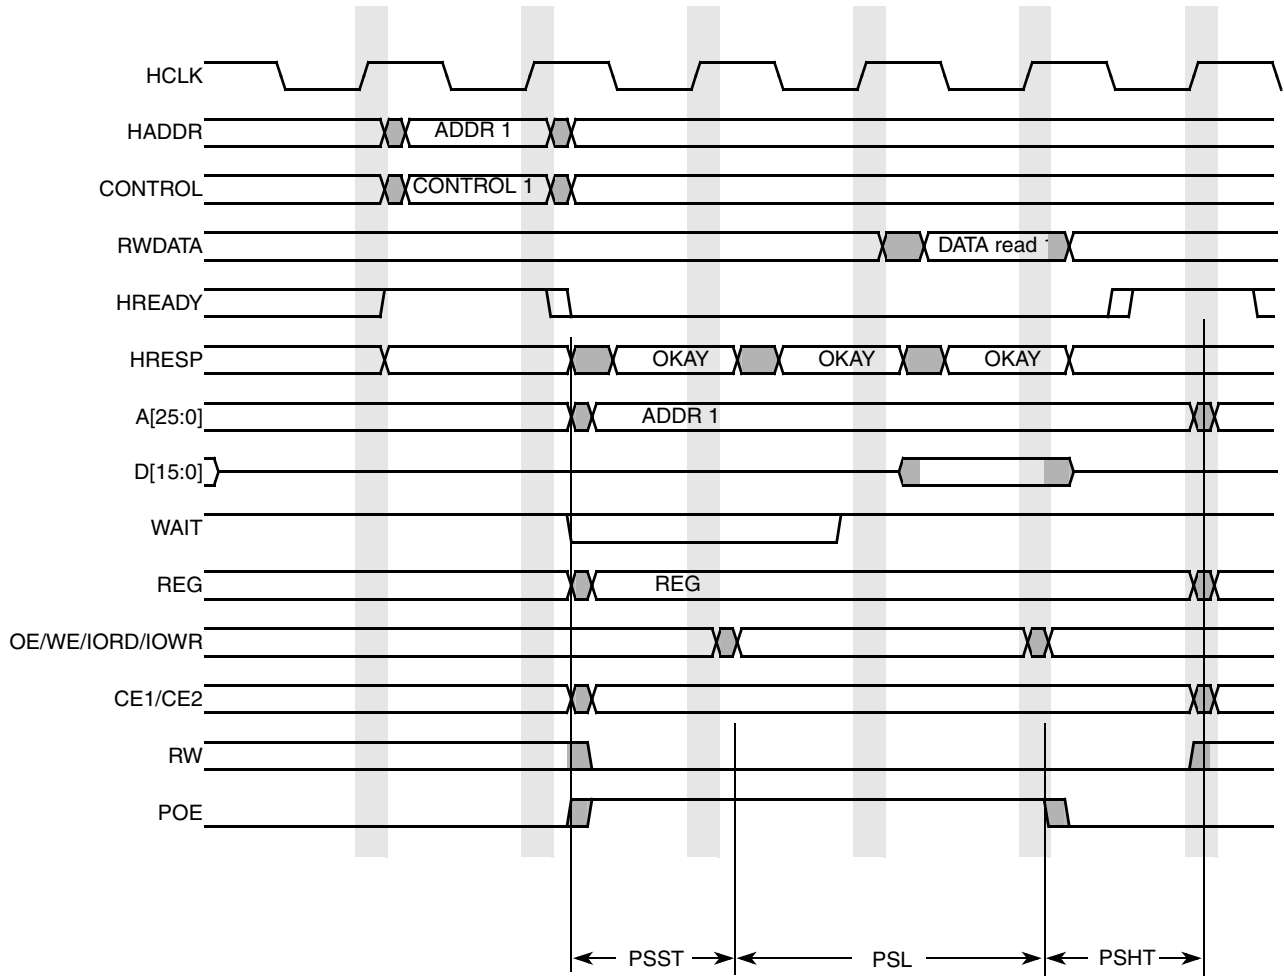 HCLK
HADDR ADDR 1
CONTROL CONTROL 1
RWDATA DATA read 1
HREADY
HRESP OKAY OKAY OKAY
A[25:0] ADDR 1
D[15:0]
WAIT
REG REG
OE/WE/IORD/IOWR
CE1/CE2
RW
POE
PSST PSL PSHT